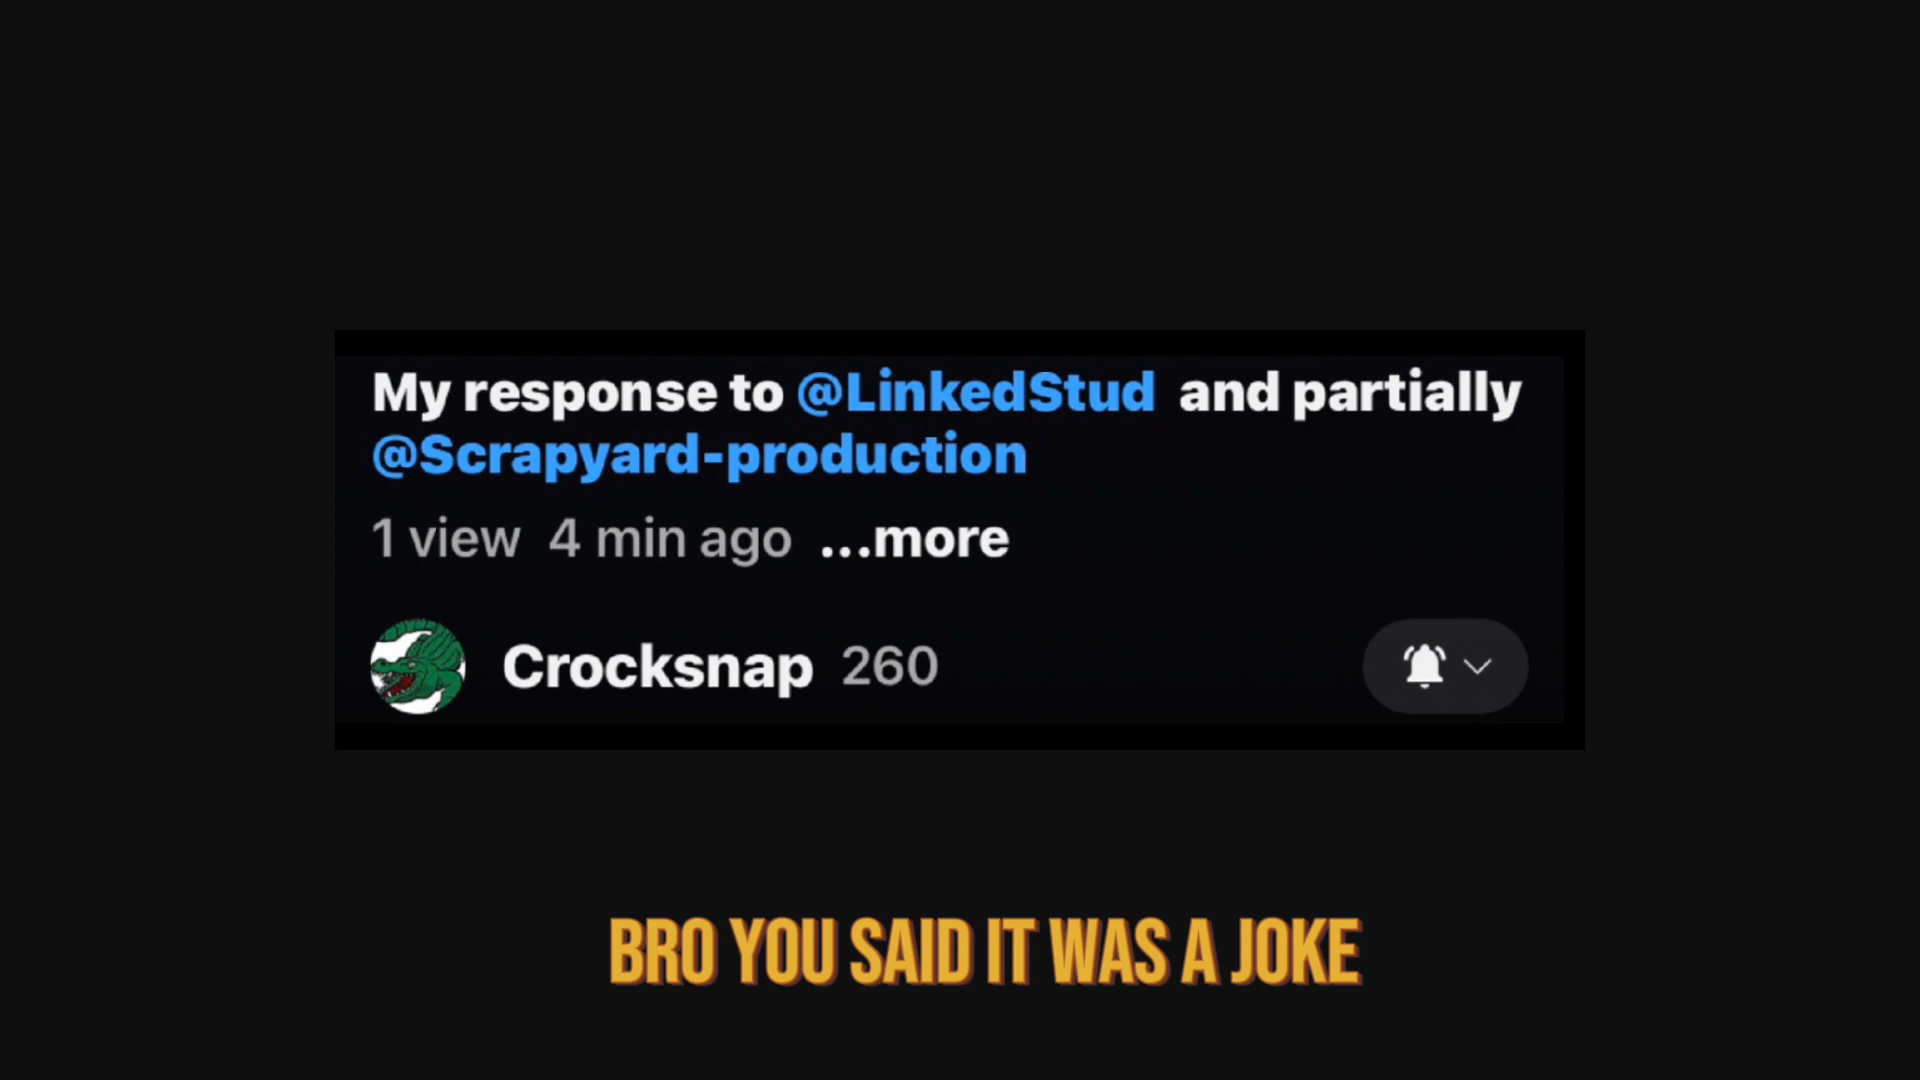 My response to @LinkedStud and partially
@Scrapyard-production
1 view 4 min ago ...more
Crocksnap 260
BRO YOU SAID IT WAS A JOKE